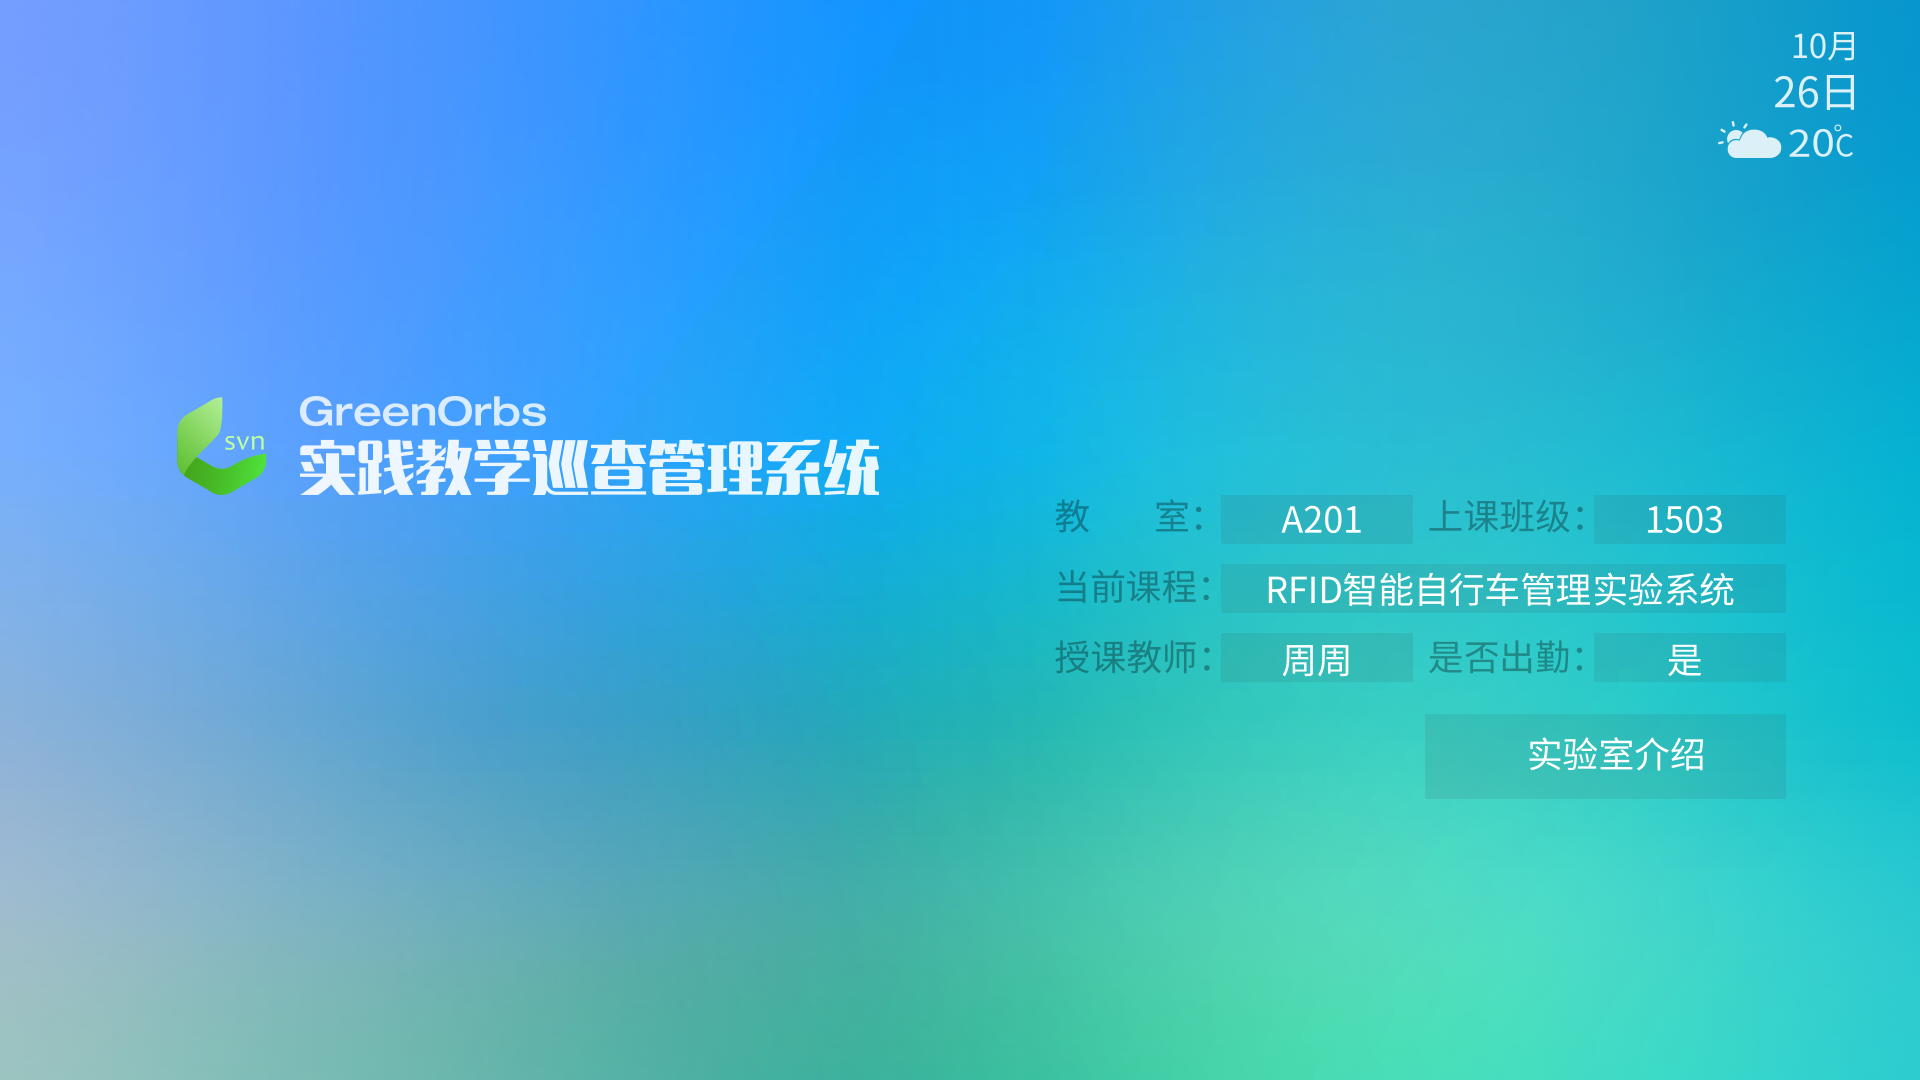 10月
26日
20℃
svn
GreenOrbs
实践教学巡查管理系统
教 室： A201 上课班级： 1503
当前课程： RFID智能自行车管理实验系统
授课教师： 周周 是否出勤： 是
实验室介绍